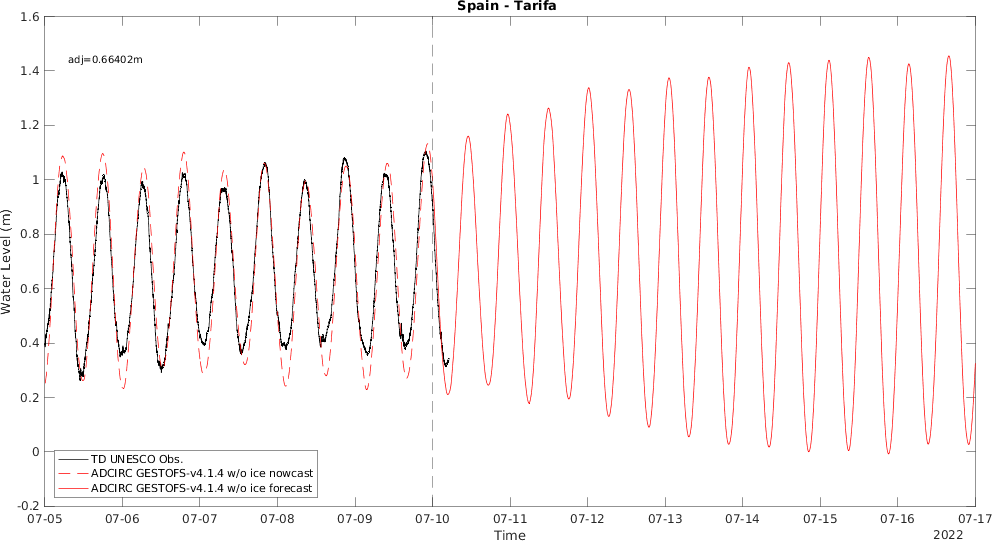 Spain - Tarifa
adj=0.66402m
Water Level (m)
1.6
1.4
1.2
1
0.8
0.6
0.4
0.2
0
-0.2
TD UNESCO Obs.
ADCIRC GESTOFS-v4.1.4 w/o ice nowcast
ADCIRC GESTOFS-v4.1.4 w/o ice forecast
07-05 07-06 07-07 07-08 07-09 07-10 07-11 07-12 07-13 07-14 07-15 07-16 07-17
Time
2022